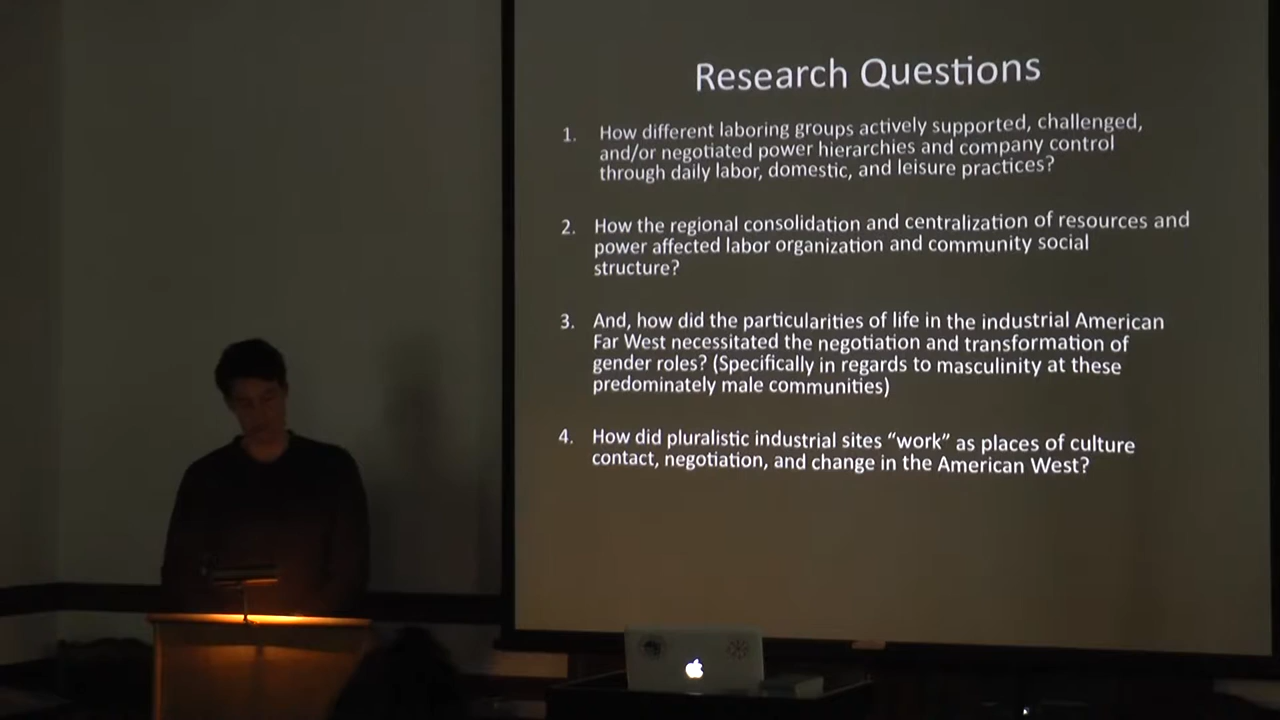 Research Questions
1. How different laboring groups actively supported, challenged,
and/or negotiated power hierarchies and company control
through daily labor, domestic, and leisure practices?
2. How the regional consolidation and centralization of resources and
power affected labor organization and community social
structure?
3. And, how did the particularities of life in the industrial American
Far West necessitated the negotiation and transformation of
gender roles? (Specifically in regards to masculinity at these
predominately male communities)
4. How did pluralistic industrial sites “work” as places of culture
contact, negotiation, and change in the American West?